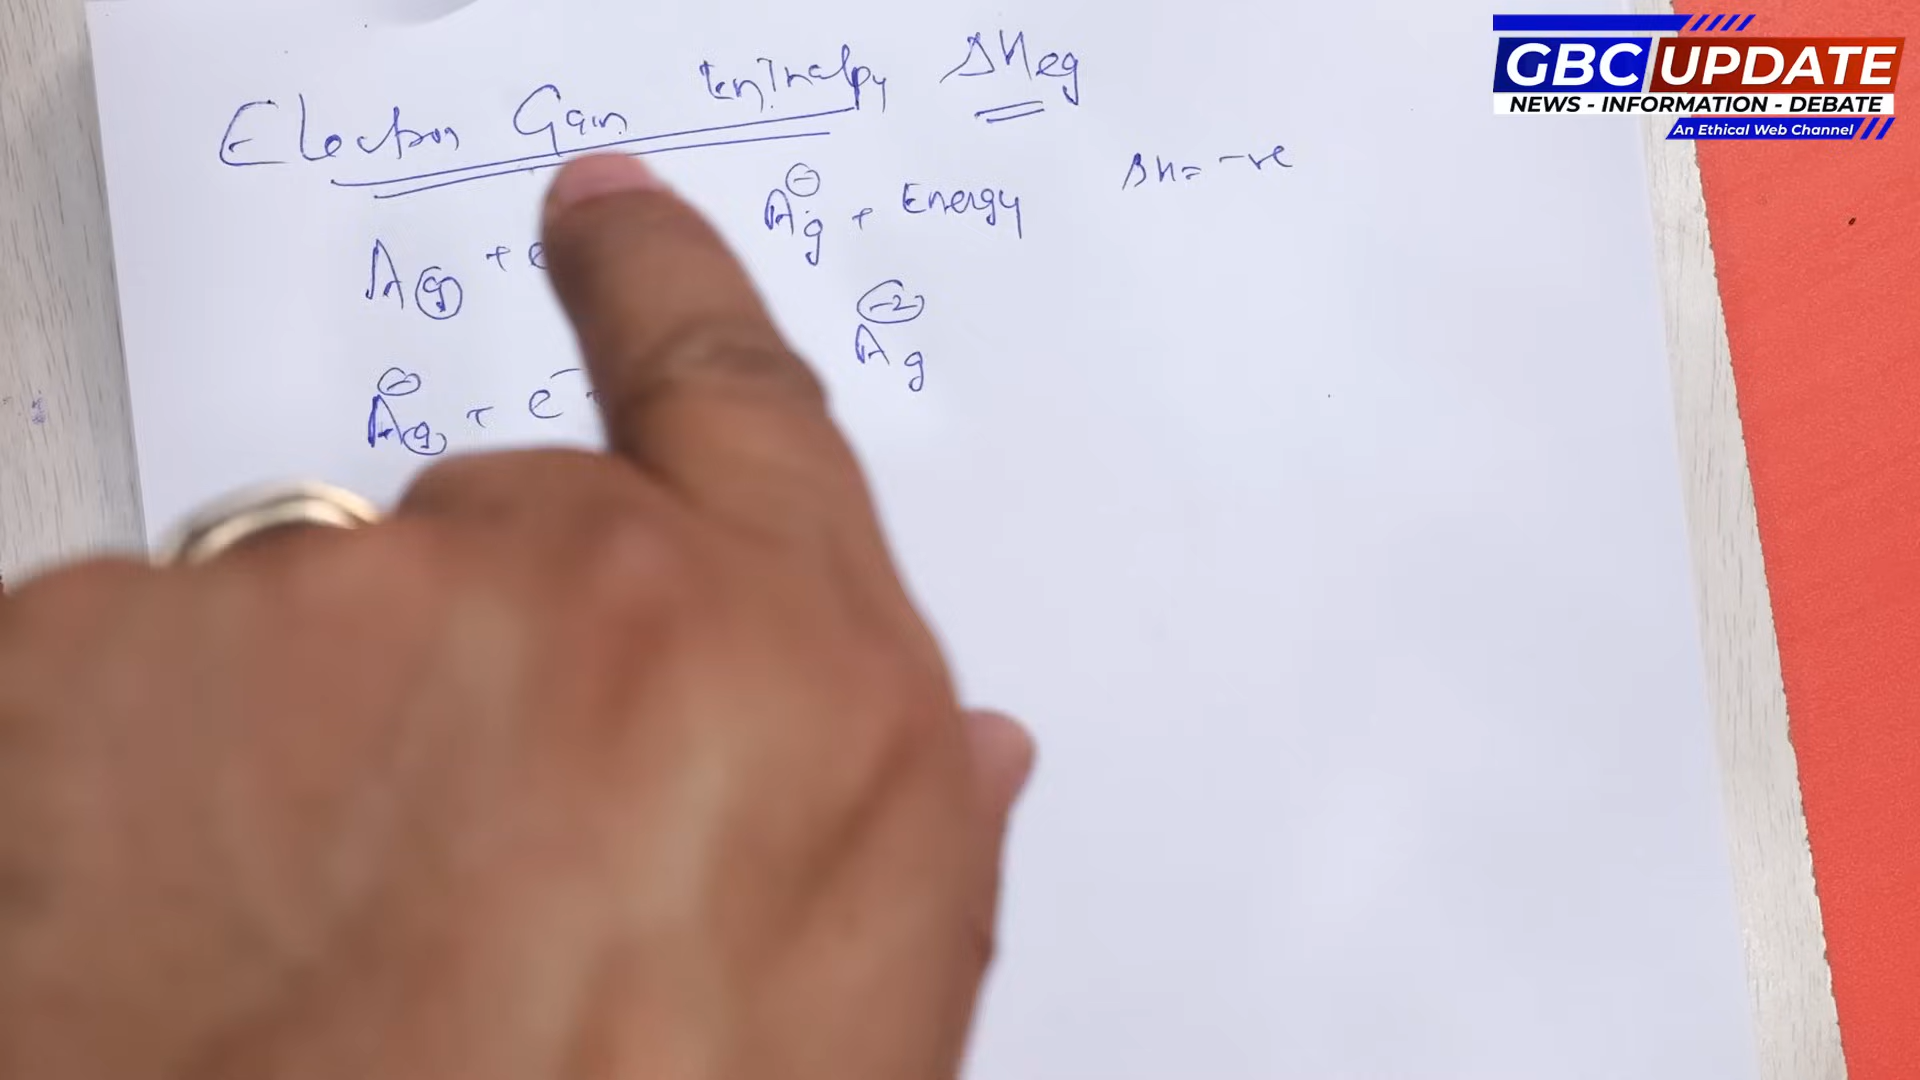 Electron Gain Enthalpy ΔHeg
A(g) + e
A⁻g + Energy ΔH = -ve
A⁻(g) + e⁻
A⁻²g
GBC UPDATE
NEWS - INFORMATION - DEBATE
An Ethical Web Channel